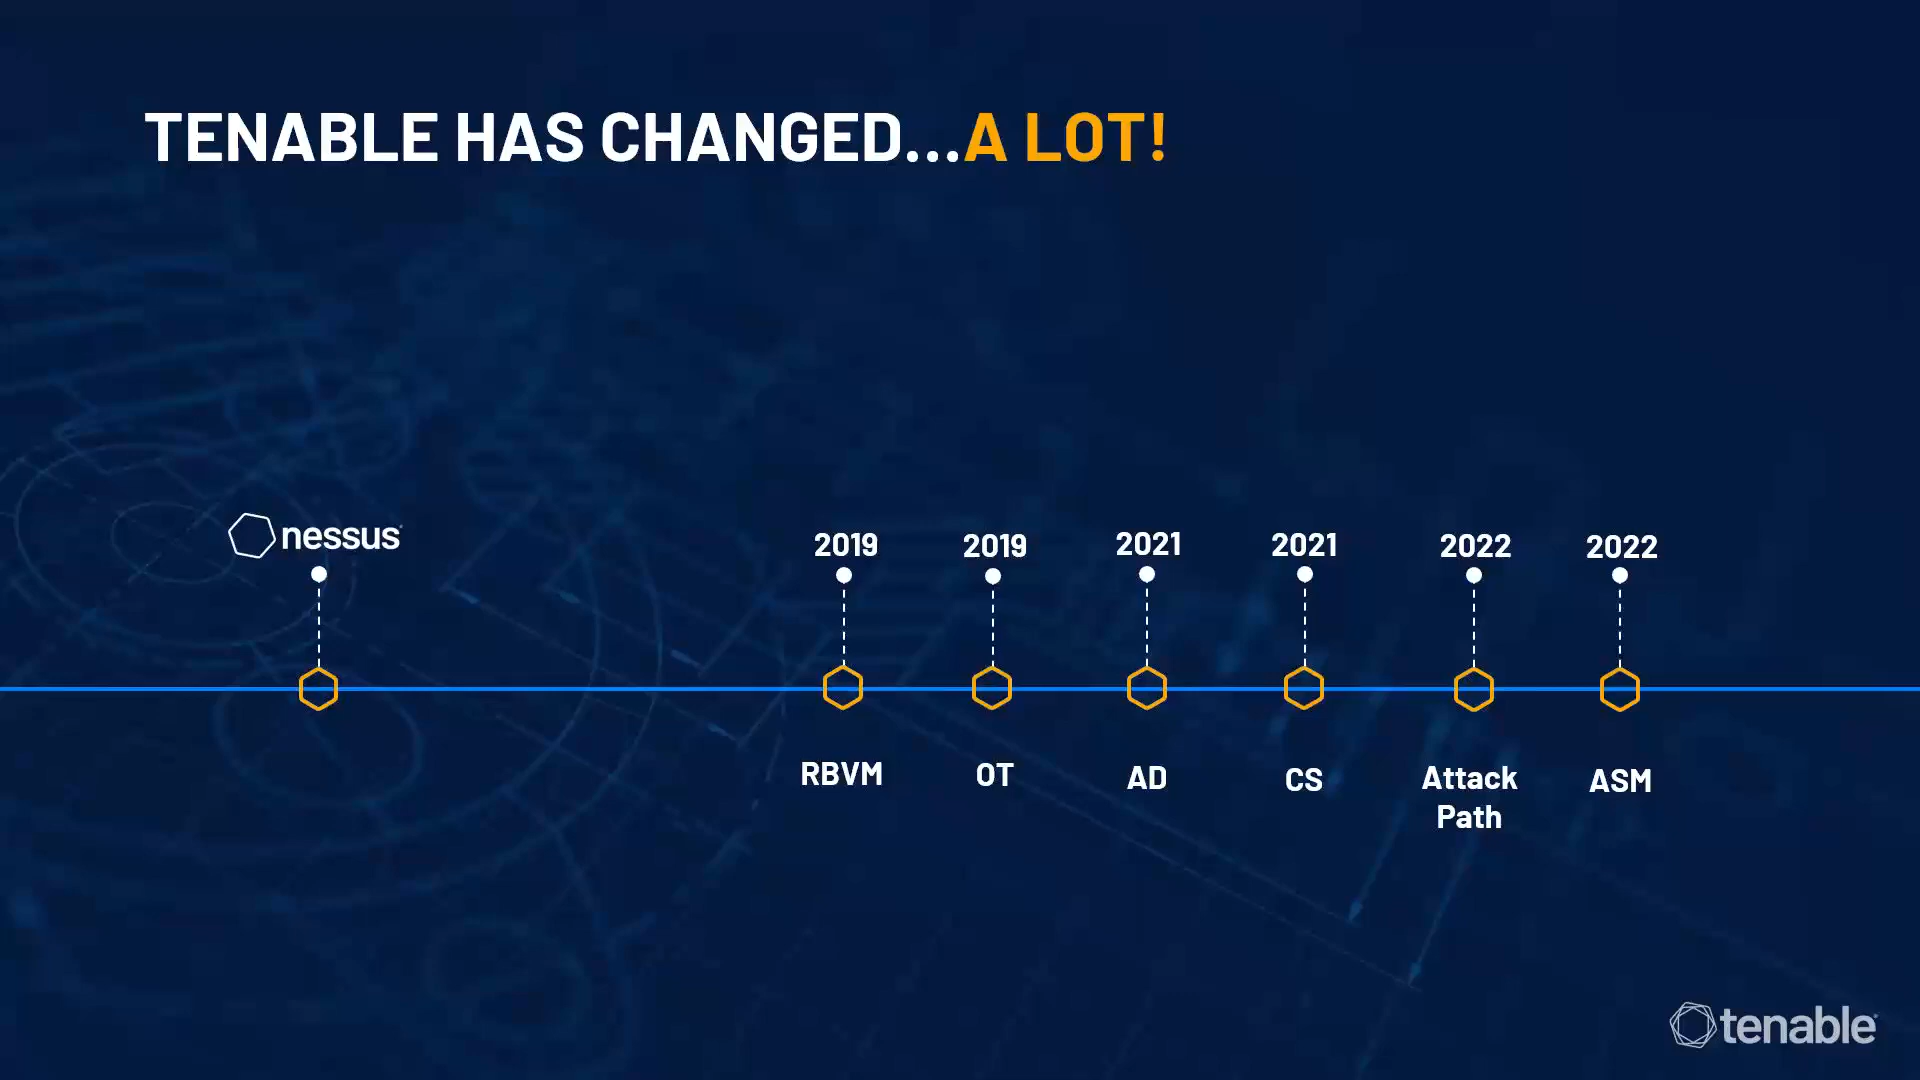 TENABLE HAS CHANGED...A LOT!
nessus
2019
2019
2021
2021
2022
2022
RBVM
OT
AD
CS
Attack
Path
ASM
tenable